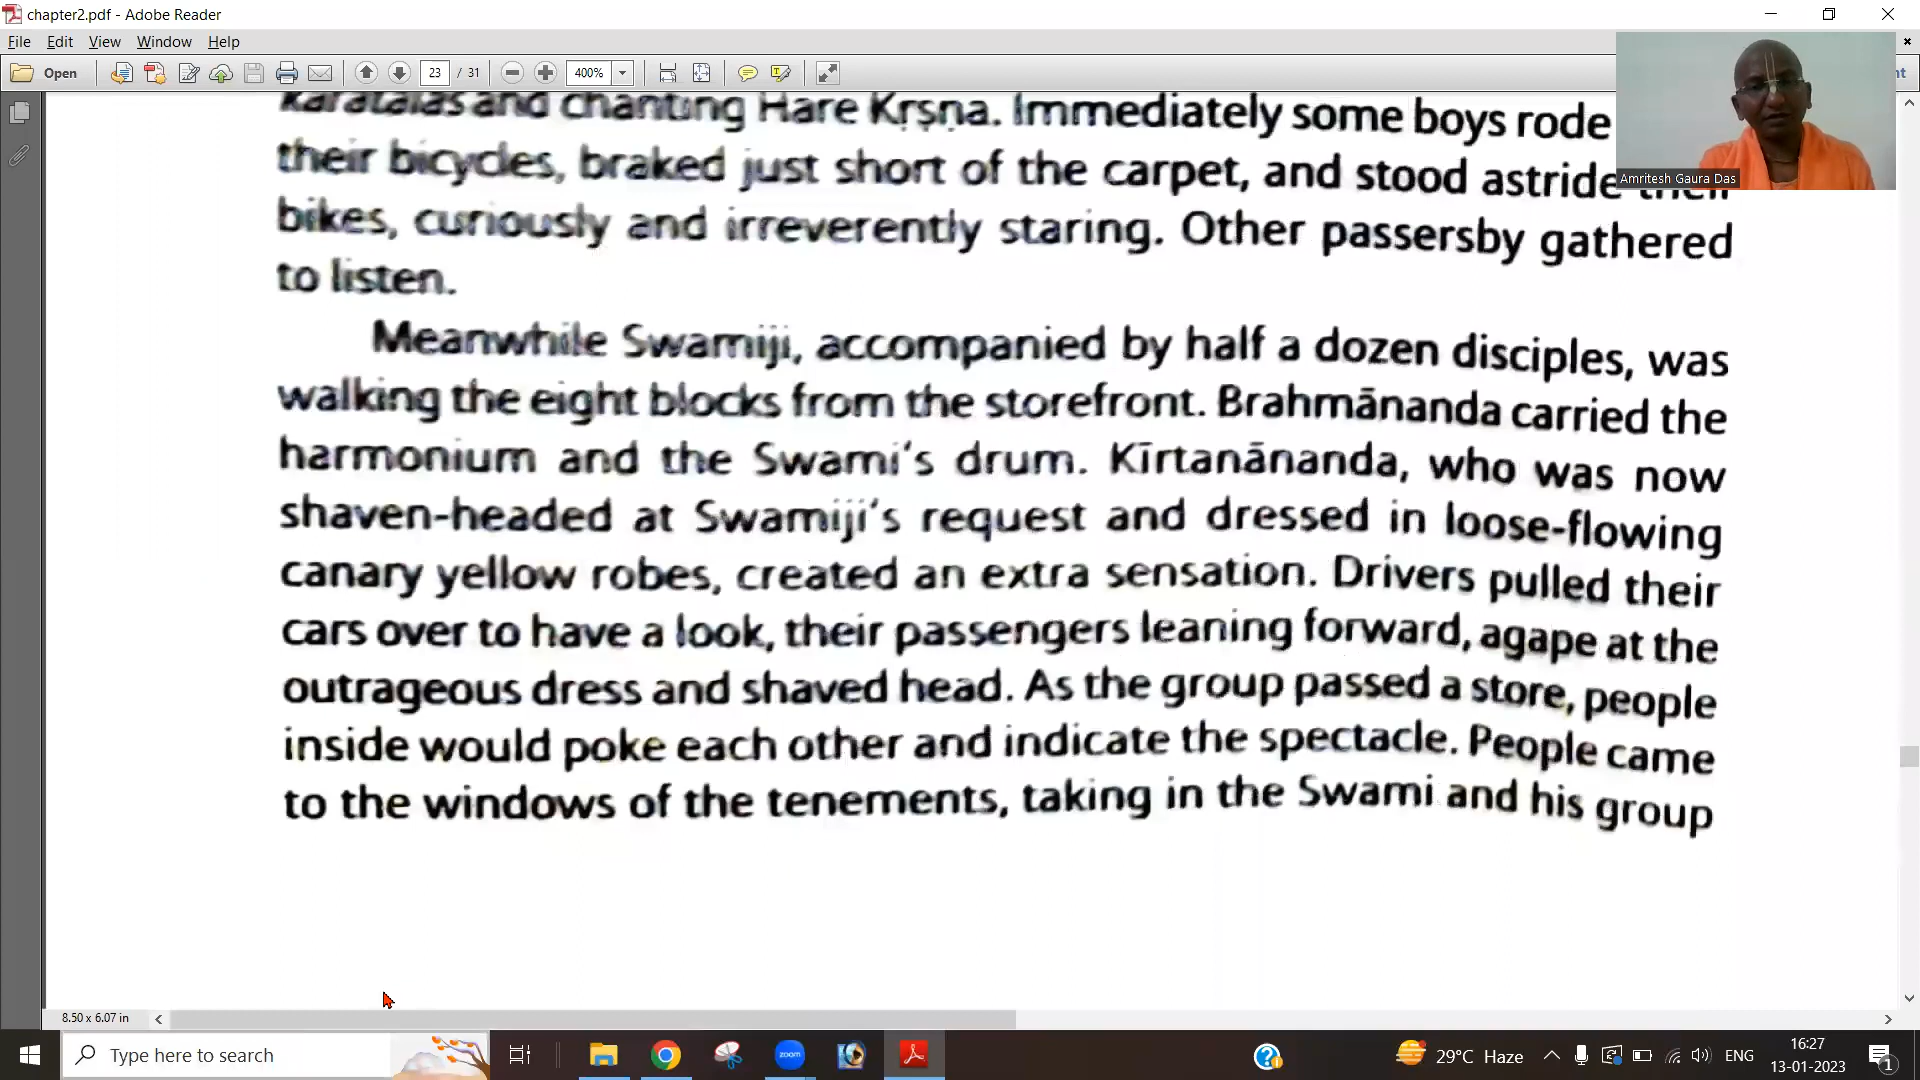 chapter2.pdf - Adobe Reader
File Edit View Window Help
Open 23 / 31 400%
Amritesh Gaura Das
karatālas and chanting Hare Kṛṣṇa. Immediately some boys rode
their bicycles, braked just short of the carpet, and stood astride their
bikes, curiously and irreverently staring. Other passersby gathered
to listen.
Meanwhile Swamiji, accompanied by half a dozen disciples, was
walking the eight blocks from the storefront. Brahmānanda carried the
harmonium and the Swami's drum. Kīrtanānanda, who was now
shaven-headed at Swamiji's request and dressed in loose-flowing
canary yellow robes, created an extra sensation. Drivers pulled their
cars over to have a look, their passengers leaning forward, agape at the
outrageous dress and shaved head. As the group passed a store, people
inside would poke each other and indicate the spectacle. People came
to the windows of the tenements, taking in the Swami and his group
8.50 x 6.07 in
Type here to search
zoom
29°C Haze
ENG
16:27
13-01-2023
1